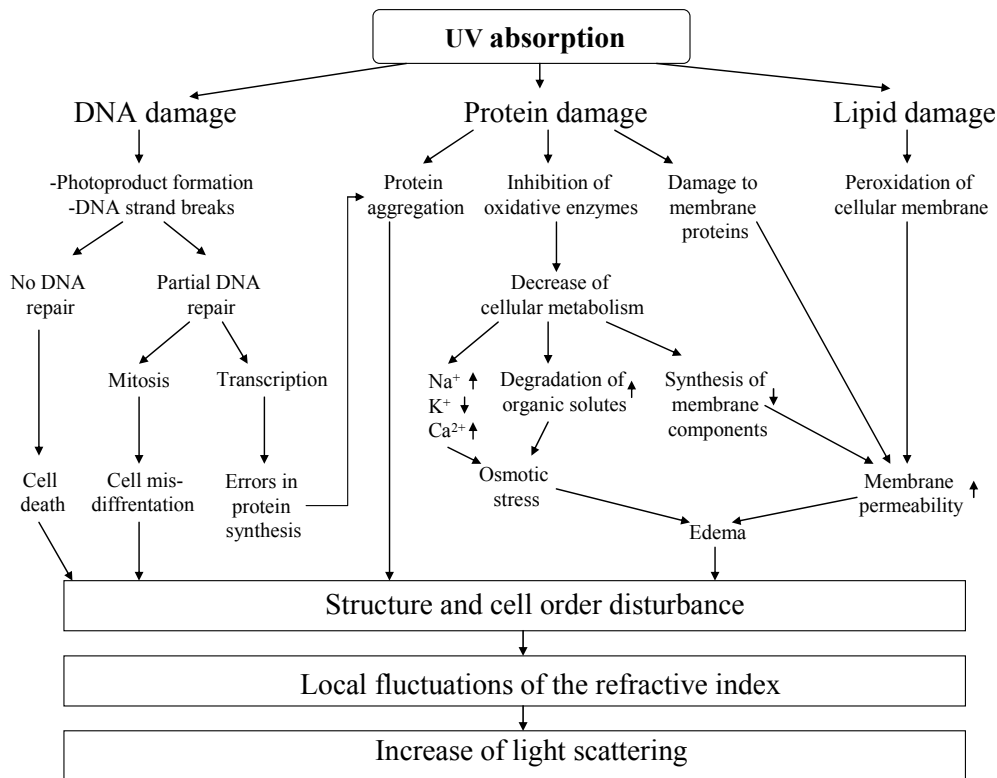 UV absorption
DNA damage
Protein damage
Lipid damage
-Photoproduct formation
-DNA strand breaks
Protein
aggregation
Inhibition of
oxidative enzymes
Damage to
membrane
proteins
Peroxidation of
cellular membrane
No DNA
repair
Partial DNA
repair
Decrease of
cellular metabolism
Mitosis
Transcription
Na⁺
K⁺
Ca²⁺
Degradation of
organic solutes
Synthesis of
membrane
components
Cell
death
Cell mis-
diffrentation
Errors in
protein
synthesis
Osmotic
stress
Membrane
permeability
Edema
Structure and cell order disturbance
Local fluctuations of the refractive index
Increase of light scattering